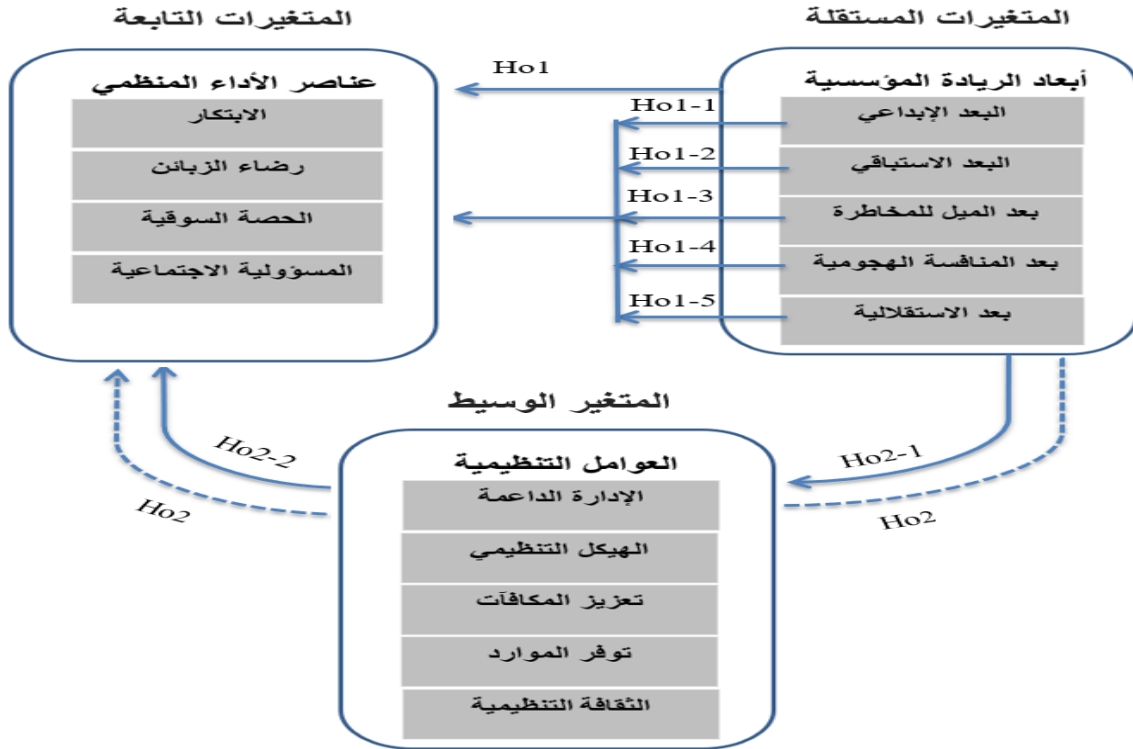 المتغيرات المستقلة
أبعاد الريادة المؤسسية
البعد الإبداعي
البعد الاستباقي
بعد الميل للمخاطرة
بعد المنافسة الهجومية
بعد الاستقلالية
Ho1
Ho1-1
Ho1-2
Ho1-3
Ho1-4
Ho1-5
المتغيرات التابعة
عناصر الأداء المنظمي
الابتكار
رضاء الزبائن
الحصة السوقية
المسؤولية الاجتماعية
المتغير الوسيط
العوامل التنظيمية
الإدارة الداعمة
الهيكل التنظيمي
تعزيز المكافآت
توفر الموارد
الثقافة التنظيمية
Ho2-1
Ho2
Ho2-2
Ho2